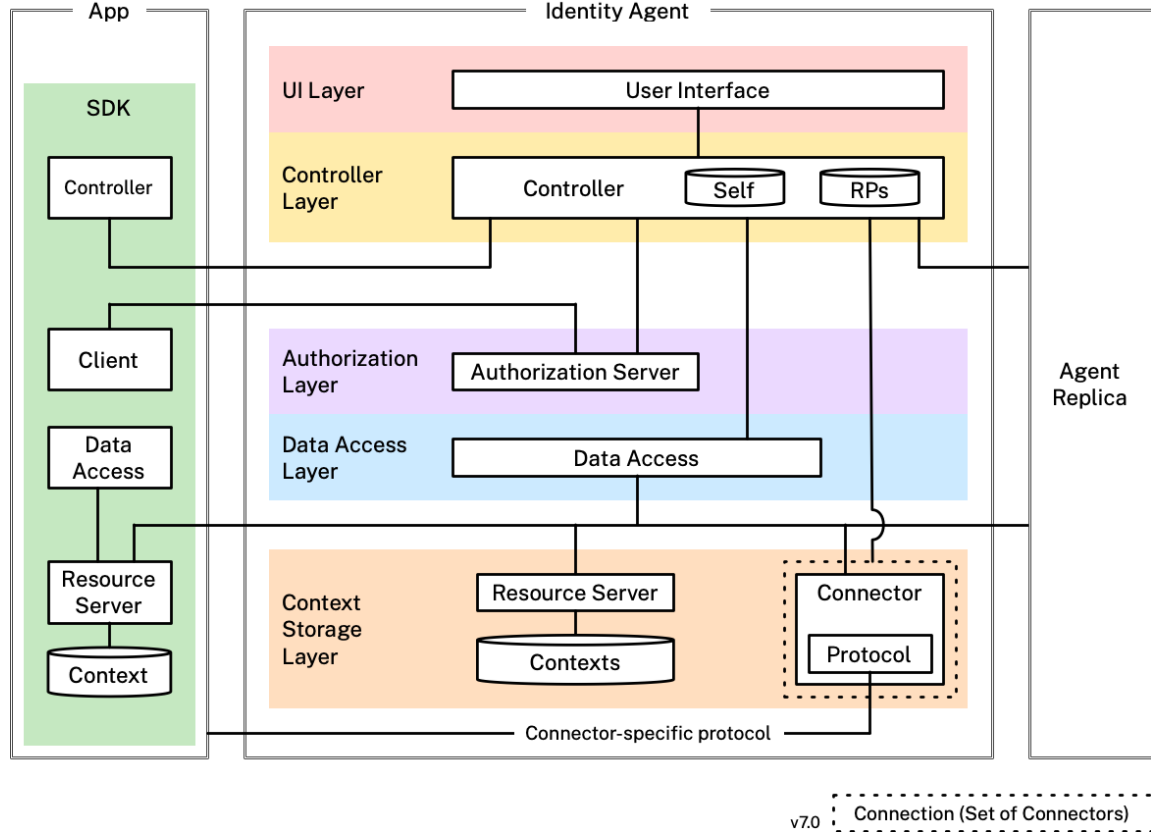 App
Identity Agent
SDK
Controller
Client
Data
Access
Resource
Server
Context
UI Layer
User Interface
Controller
Layer
Controller
Self
RPs
Authorization
Layer
Authorization Server
Data Access
Layer
Data Access
Context
Storage
Layer
Resource Server
Contexts
Connector
Protocol
Connector-specific protocol
Agent
Replica
v7.0
Connection (Set of Connectors)